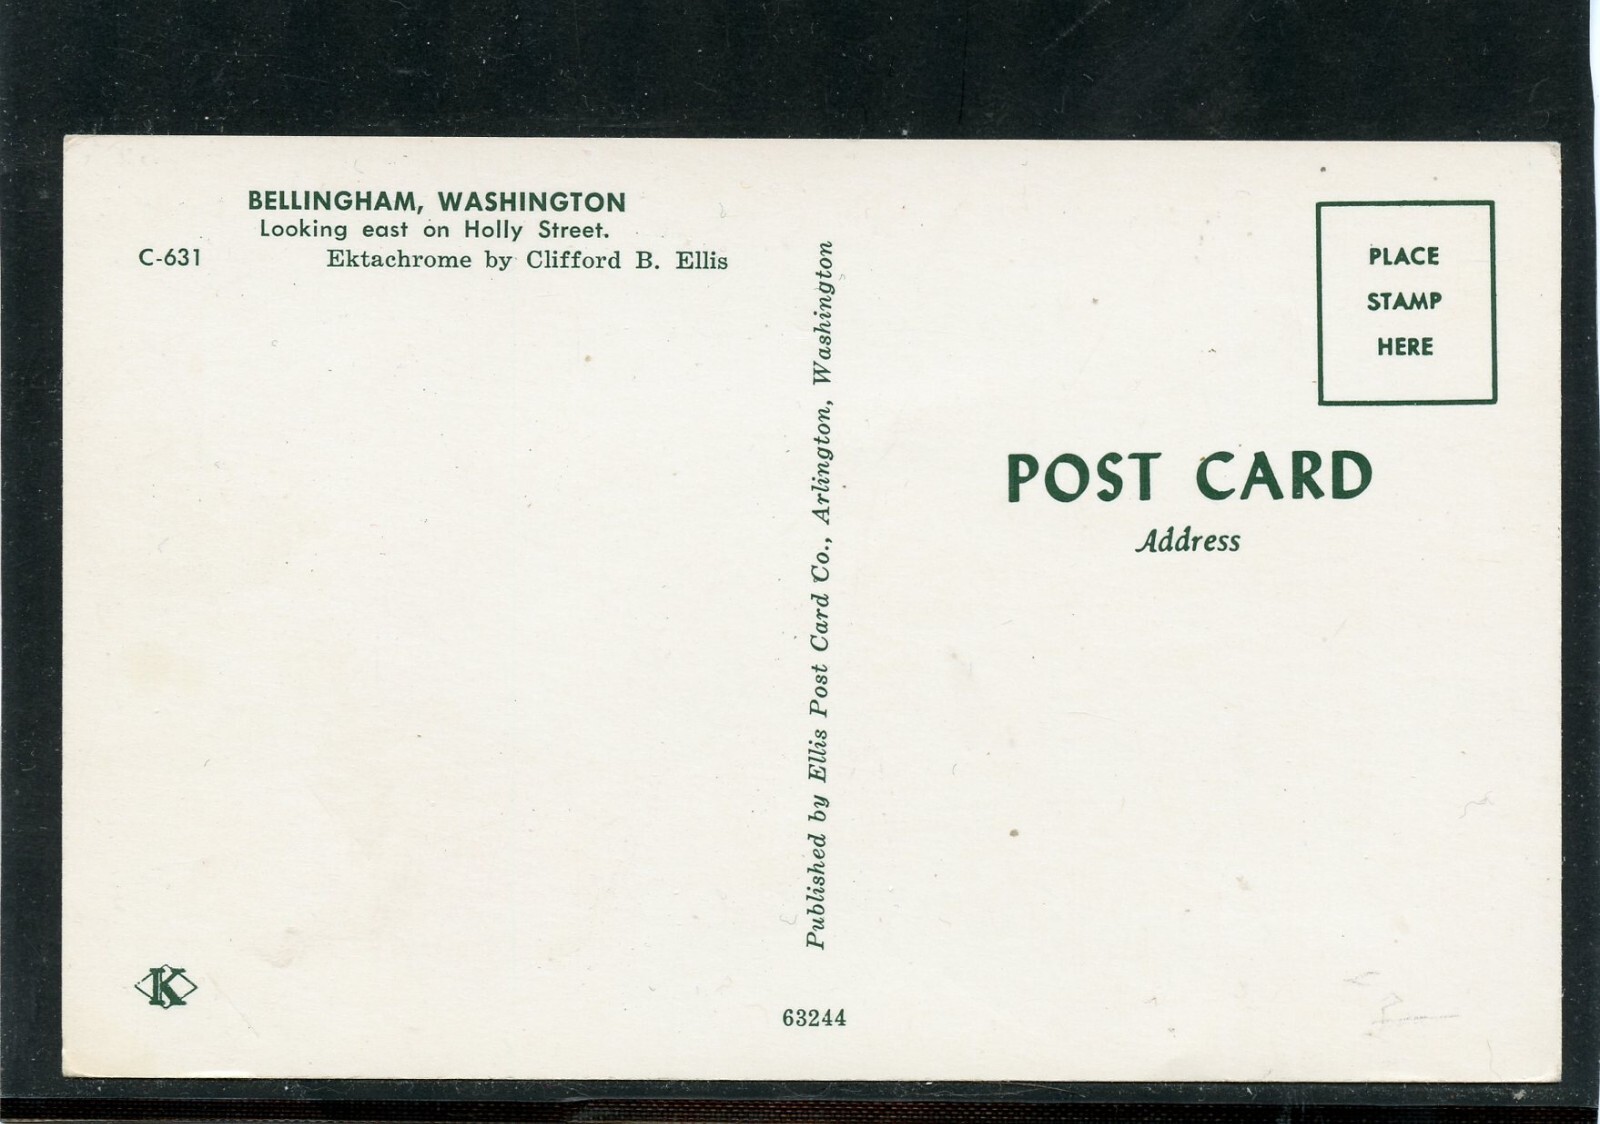 BELLINGHAM, WASHINGTON
Looking east on Holly Street.
C-631 Ektachrome by Clifford B. Ellis
Published by Ellis Post Card Co., Arlington, Washington
PLACE
STAMP
HERE
POST CARD
Address
K
63244